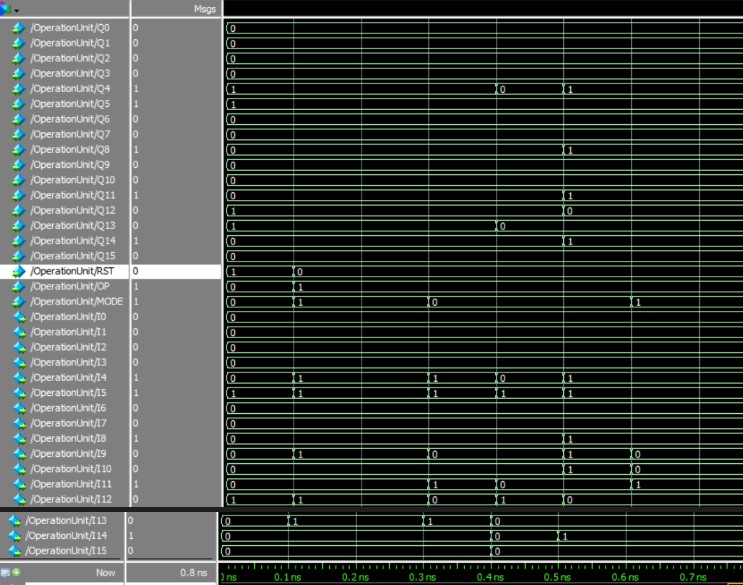 Msgs
/OperationUnit/Q0 0 0
/OperationUnit/Q1 0 0
/OperationUnit/Q2 0 0
/OperationUnit/Q3 0 0
/OperationUnit/Q4 1 1 0 1
/OperationUnit/Q5 1 1
/OperationUnit/Q6 0 0
/OperationUnit/Q7 0 0
/OperationUnit/Q8 1 0 1
/OperationUnit/Q9 0 0
/OperationUnit/Q10 0 0
/OperationUnit/Q11 1 0 1
/OperationUnit/Q12 0 1 0
/OperationUnit/Q13 0 1 0
/OperationUnit/Q14 1 0 1
/OperationUnit/Q15 0 0
/OperationUnit/RST 0 1 0
/OperationUnit/OP 1 0 1
/OperationUnit/MODE 1 0 1 0 1
/OperationUnit/I0 0 0
/OperationUnit/I1 0 0
/OperationUnit/I2 0 0
/OperationUnit/I3 0 0
/OperationUnit/I4 1 0 1 1 0 1
/OperationUnit/I5 1 1 1 1 1 1
/OperationUnit/I6 0 0
/OperationUnit/I7 0 0
/OperationUnit/I8 1 0 1
/OperationUnit/I9 0 0 1 0 1 0
/OperationUnit/I10 0 0 1 0
/OperationUnit/I11 1 0 1 0 1
/OperationUnit/I12 0 1 1 0 1 0
/OperationUnit/I13 0 0 1 1 0
/OperationUnit/I14 1 0 0 1
/OperationUnit/I15 0 0 0
Now 0.8 ns ns 0.1 ns 0.2 ns 0.3 ns 0.4 ns 0.5 ns 0.6 ns 0.7 ns